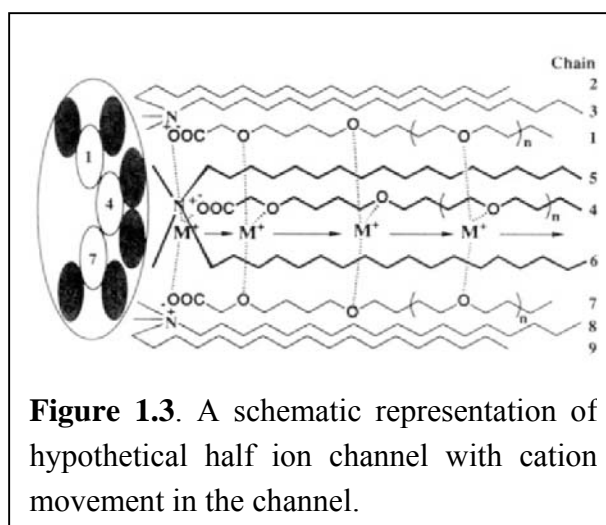 Chain
2
3
N
+
-OOC O O O n 1
1
5
4
N+ -OOC O O O n 4
M+ M+ M+ M+
7
6
-OOC O O O n 7
N+ 8
9
Figure 1.3. A schematic representation of
hypothetical half ion channel with cation
movement in the channel.